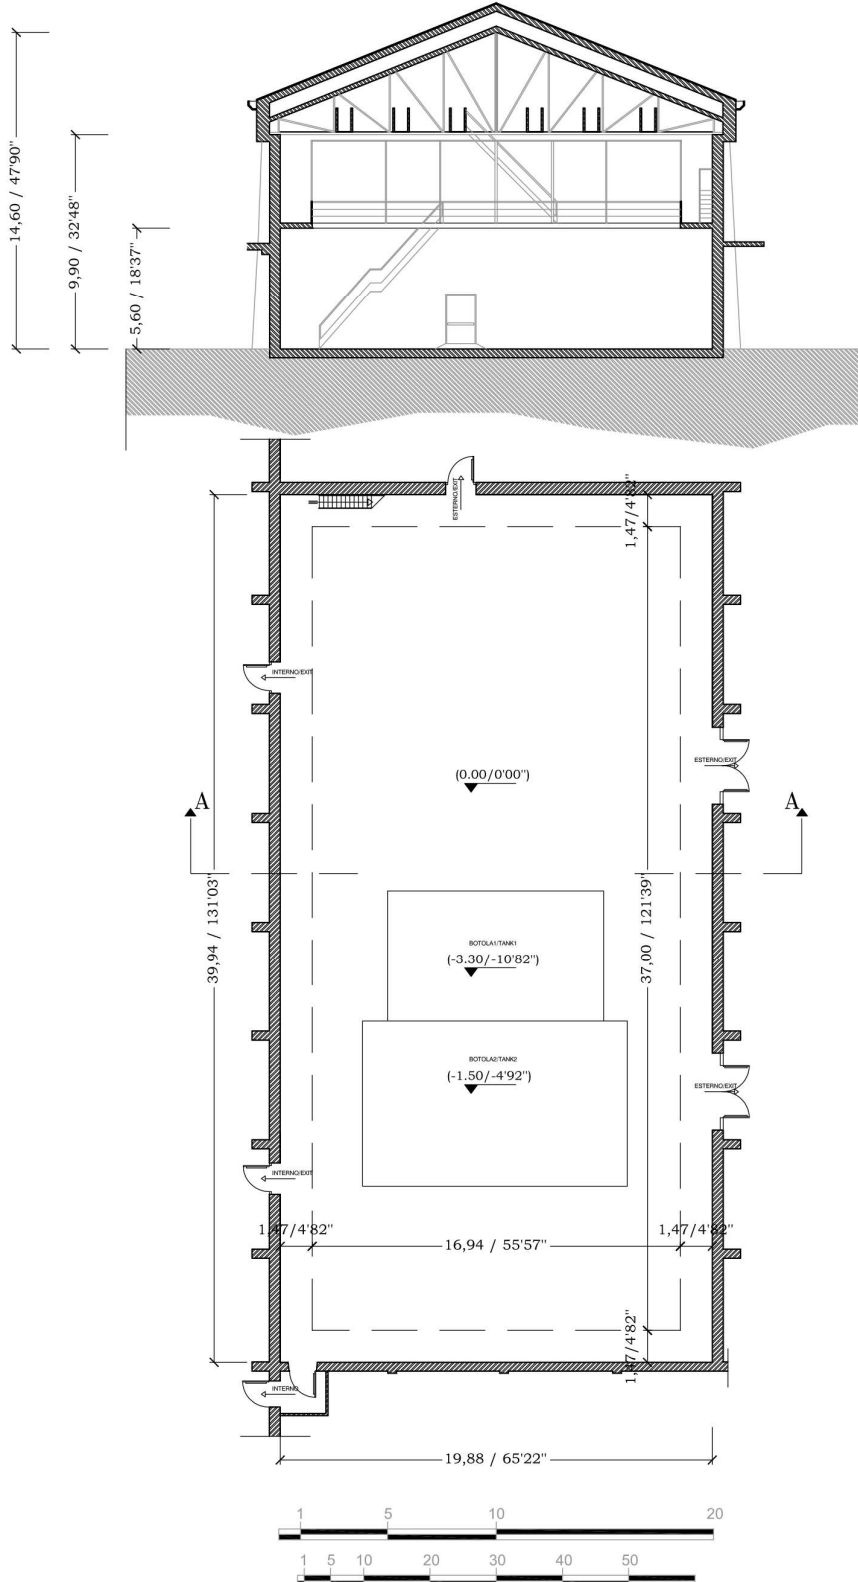 14,60 / 47'90"
9,90 / 32'48"
5,60 / 18'37"
ESTERNO/EXIT
1,47/4'82"
INTERNO/EXIT
(0.00/0'00")
ESTERNO/EXIT
A
A
39,94 / 131'03"
37,00 / 121'39"
BOTOLA1/TANK1
(-3.30/-10'82")
BOTOLA2/TANK2
(-1.50/-4'92")
ESTERNO/EXIT
INTERNO/EXIT
1,47/4'82"
16,94 / 55'57"
1,47/4'82"
1,47/4'82"
INTERNO
19,88 / 65'22"
1 5 10 20
1 5 10 20 30 40 50